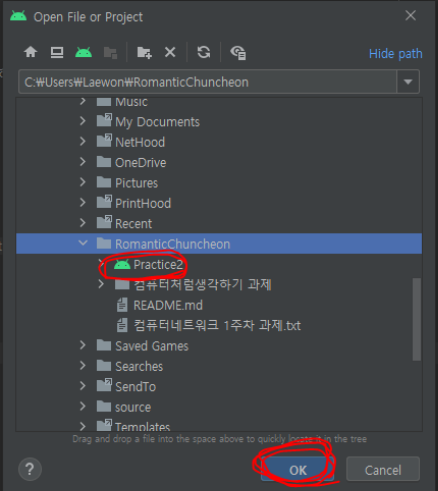 Open File or Project
Hide path
C:₩Users₩Laewon₩RomanticChuncheon
Music
My Documents
NetHood
OneDrive
Pictures
PrintHood
Recent
RomanticChuncheon
Practice2
컴퓨터처럼생각하기 과제
README.md
컴퓨터네트워크 1주차 과제.txt
Saved Games
Searches
SendTo
source
Templates
Drag and drop a file into the space above to quickly locate it in the tree
?
OK
Cancel